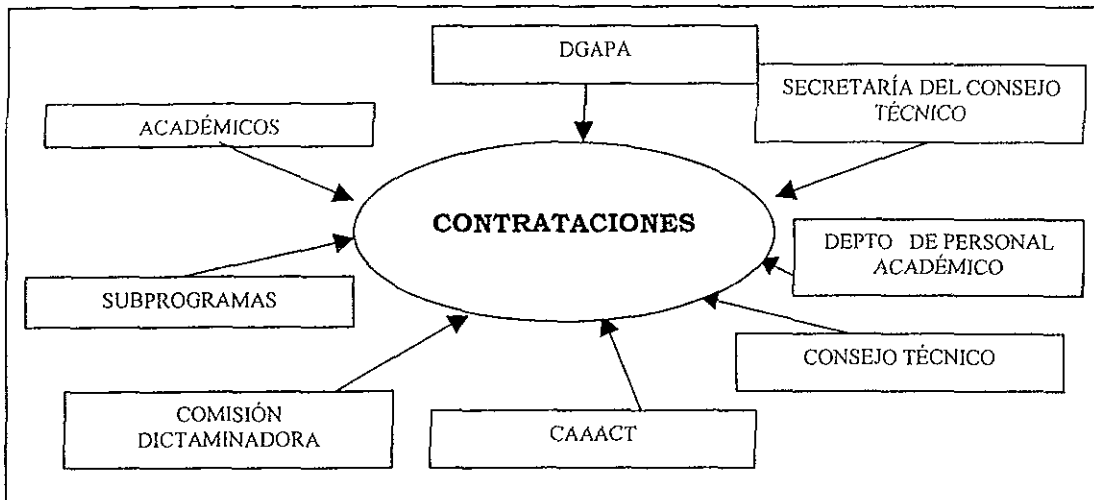 DGAPA
SECRETARÍA DEL CONSEJO
TÉCNICO
ACADÉMICOS
CONTRATACIONES
DEPTO DE PERSONAL
ACADÉMICO
SUBPROGRAMAS
CONSEJO TÉCNICO
COMISIÓN
DICTAMINADORA
CAAACT